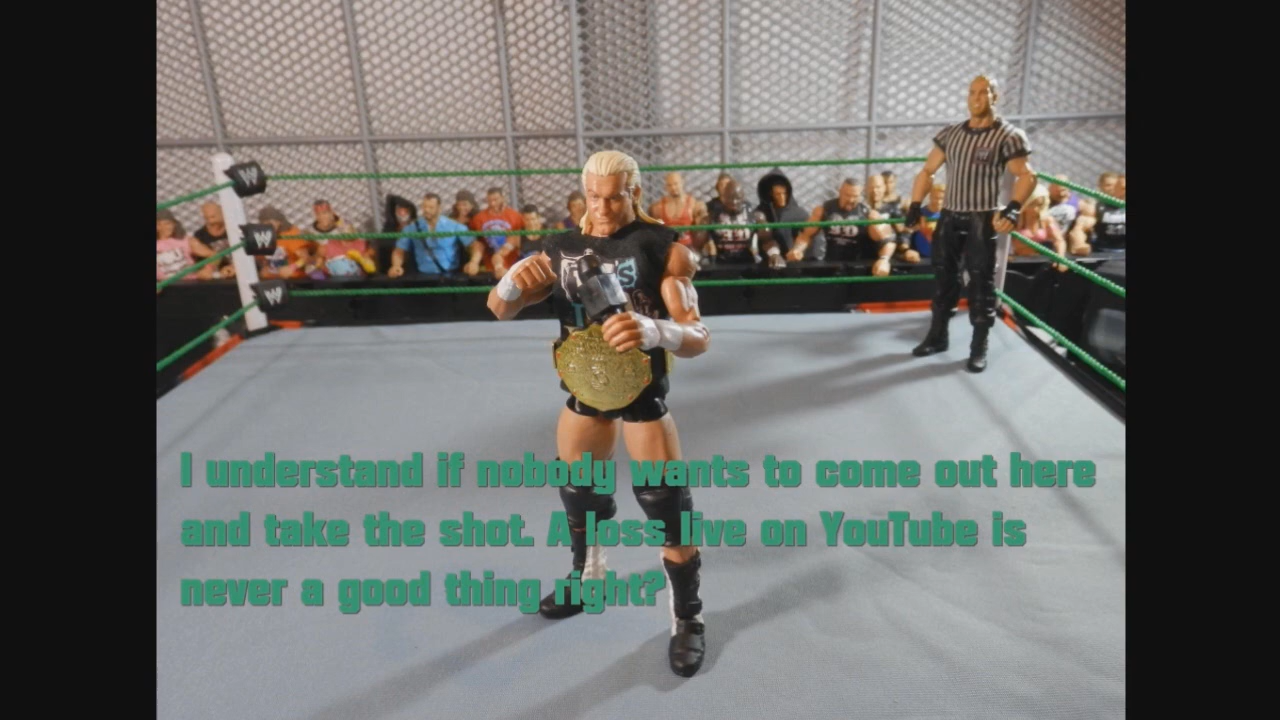 I understand if nobody wants to come out here
and take the shot. A loss live on YouTube is
never a good thing right?
W
W
W